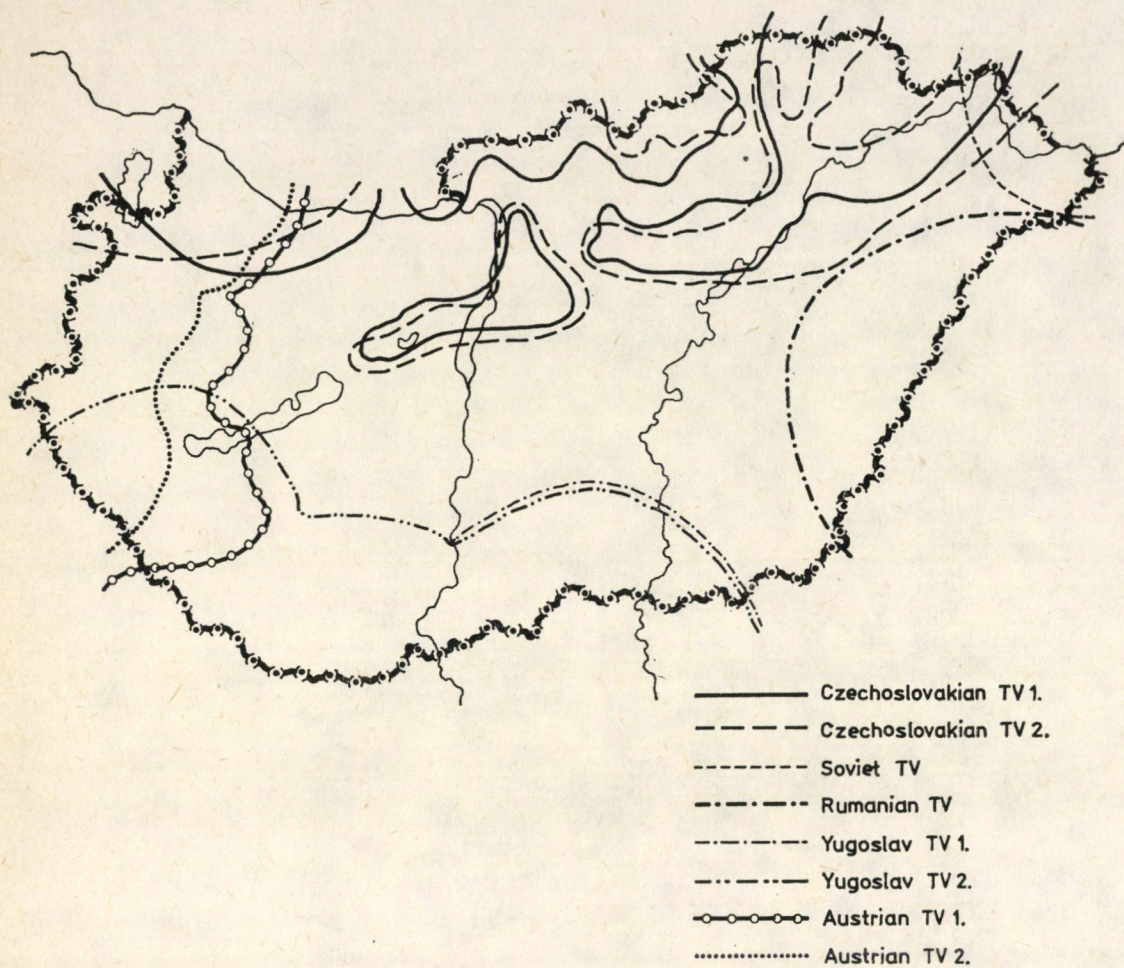 Czechoslovakian TV 1.
Czechoslovakian TV 2.
Soviet TV
Rumanian TV
Yugoslav TV 1.
Yugoslav TV 2.
Austrian TV 1.
Austrian TV 2.